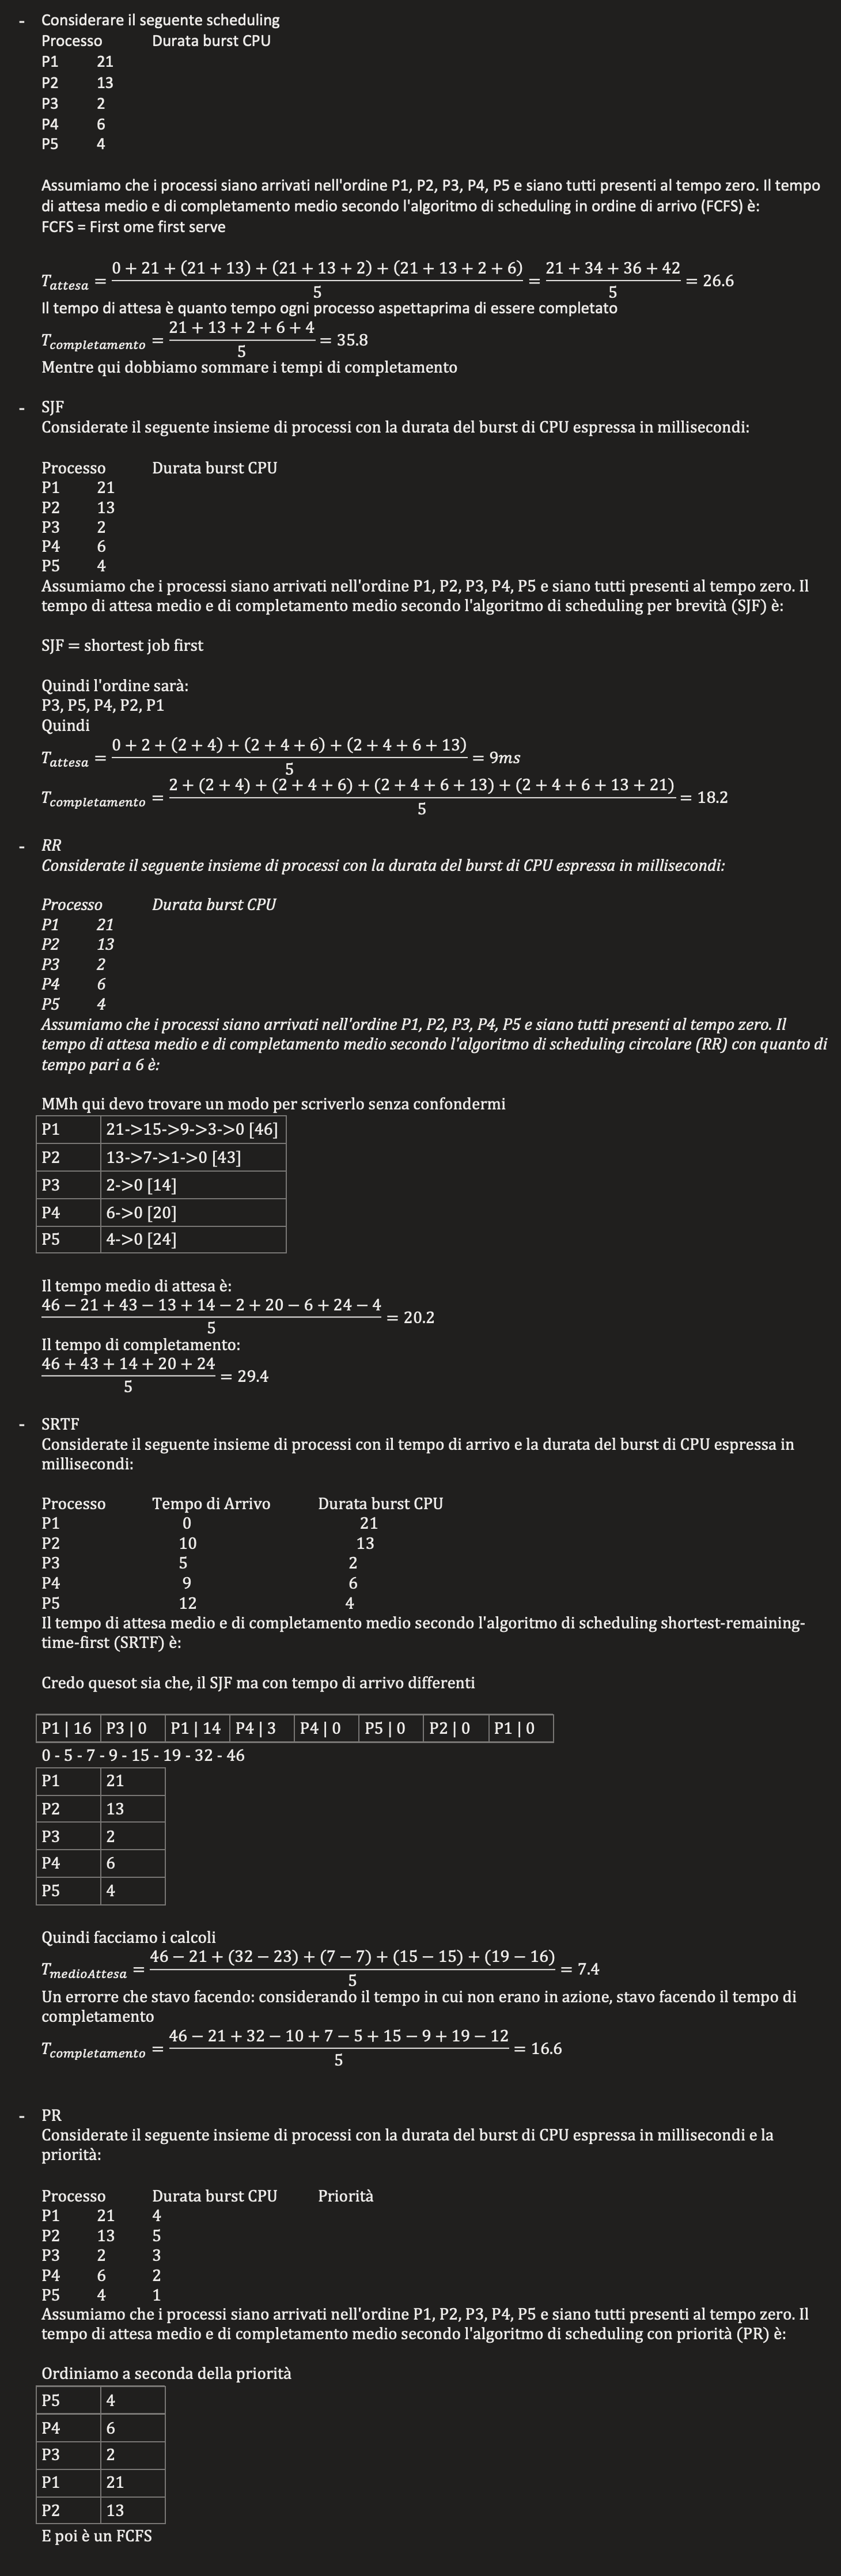 - Considerare il seguente scheduling
Processo Durata burst CPU
P1 21
P2 13
P3 2
P4 6
P5 4
Assumiamo che i processi siano arrivati nell'ordine P1, P2, P3, P4, P5 e siano tutti presenti al tempo zero. Il tempo
di attesa medio e di completamento medio secondo l'algoritmo di scheduling in ordine di arrivo (FCFS) è:
FCFS = First ome first serve
T_attesa = (0 + 21 + (21 + 13) + (21 + 13 + 2) + (21 + 13 + 2 + 6))/5 = (21 + 34 + 36 + 42)/5 = 26.6
Il tempo di attesa è quanto tempo ogni processo aspettaprima di essere completato
T_completamento = (21 + 13 + 2 + 6 + 4)/5 = 35.8
Mentre qui dobbiamo sommare i tempi di completamento
- SJF
Considerate il seguente insieme di processi con la durata del burst di CPU espressa in millisecondi:
Processo Durata burst CPU
P1 21
P2 13
P3 2
P4 6
P5 4
Assumiamo che i processi siano arrivati nell'ordine P1, P2, P3, P4, P5 e siano tutti presenti al tempo zero. Il
tempo di attesa medio e di completamento medio secondo l'algoritmo di scheduling per brevità (SJF) è:
SJF = shortest job first
Quindi l'ordine sarà:
P3, P5, P4, P2, P1
Quindi
T_attesa = (0 + 2 + (2 + 4) + (2 + 4 + 6) + (2 + 4 + 6 + 13))/5 = 9ms
T_completamento = (2 + (2 + 4) + (2 + 4 + 6) + (2 + 4 + 6 + 13) + (2 + 4 + 6 + 13 + 21))/5 = 18.2
- RR
Considerate il seguente insieme di processi con la durata del burst di CPU espressa in millisecondi:
Processo Durata burst CPU
P1 21
P2 13
P3 2
P4 6
P5 4
Assumiamo che i processi siano arrivati nell'ordine P1, P2, P3, P4, P5 e siano tutti presenti al tempo zero. Il
tempo di attesa medio e di completamento medio secondo l'algoritmo di scheduling circolare (RR) con quanto di
tempo pari a 6 è:
MMh qui devo trovare un modo per scriverlo senza confondermi
P1 21->15->9->3->0 [46]
P2 13->7->1->0 [43]
P3 2->0 [14]
P4 6->0 [20]
P5 4->0 [24]
Il tempo medio di attesa è:
(46 − 21 + 43 − 13 + 14 − 2 + 20 − 6 + 24 − 4)/5 = 20.2
Il tempo di completamento:
(46 + 43 + 14 + 20 + 24)/5 = 29.4
- SRTF
Considerate il seguente insieme di processi con il tempo di arrivo e la durata del burst di CPU espressa in
millisecondi:
Processo Tempo di Arrivo Durata burst CPU
P1 0 21
P2 10 13
P3 5 2
P4 9 6
P5 12 4
Il tempo di attesa medio e di completamento medio secondo l'algoritmo di scheduling shortest-remaining-
time-first (SRTF) è:
Credo quesot sia che, il SJF ma con tempo di arrivo differenti
P1 | 16 P3 | 0 P1 | 14 P4 | 3 P4 | 0 P5 | 0 P2 | 0 P1 | 0
0 - 5 - 7 - 9 - 15 - 19 - 32 - 46
P1 21
P2 13
P3 2
P4 6
P5 4
Quindi facciamo i calcoli
T_medioAttesa = (46 − 21 + (32 − 23) + (7 − 7) + (15 − 15) + (19 − 16))/5 = 7.4
Un errorre che stavo facendo: considerando il tempo in cui non erano in azione, stavo facendo il tempo di
completamento
T_completamento = (46 − 21 + 32 − 10 + 7 − 5 + 15 − 9 + 19 − 12)/5 = 16.6
- PR
Considerate il seguente insieme di processi con la durata del burst di CPU espressa in millisecondi e la
priorità:
Processo Durata burst CPU Priorità
P1 21 4
P2 13 5
P3 2 3
P4 6 2
P5 4 1
Assumiamo che i processi siano arrivati nell'ordine P1, P2, P3, P4, P5 e siano tutti presenti al tempo zero. Il
tempo di attesa medio e di completamento medio secondo l'algoritmo di scheduling con priorità (PR) è:
Ordiniamo a seconda della priorità
P5 4
P4 6
P3 2
P1 21
P2 13
E poi è un FCFS